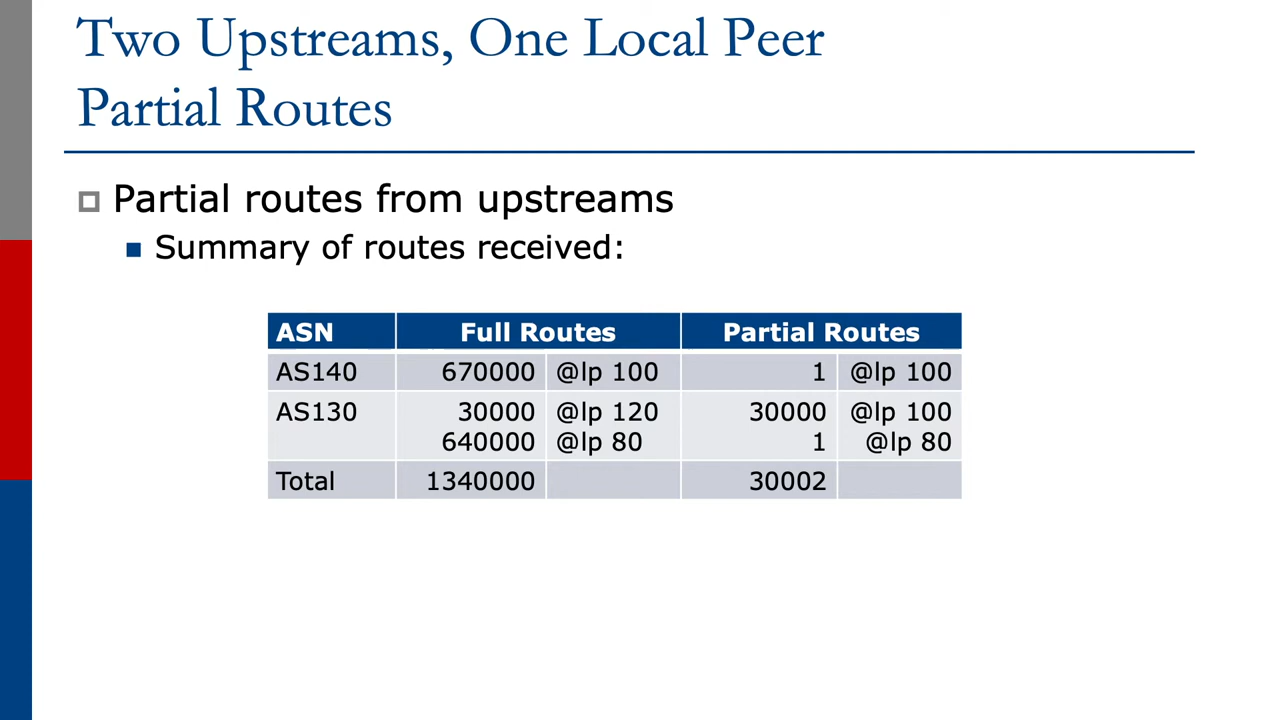 Two Upstreams, One Local Peer
Partial Routes
Partial routes from upstreams
Summary of routes received:
ASN Full Routes Partial Routes
AS140 670000 @lp 100 1 @lp 100
AS130 30000 @lp 120 30000 @lp 100
640000 @lp 80 1 @lp 80
Total 1340000 30002